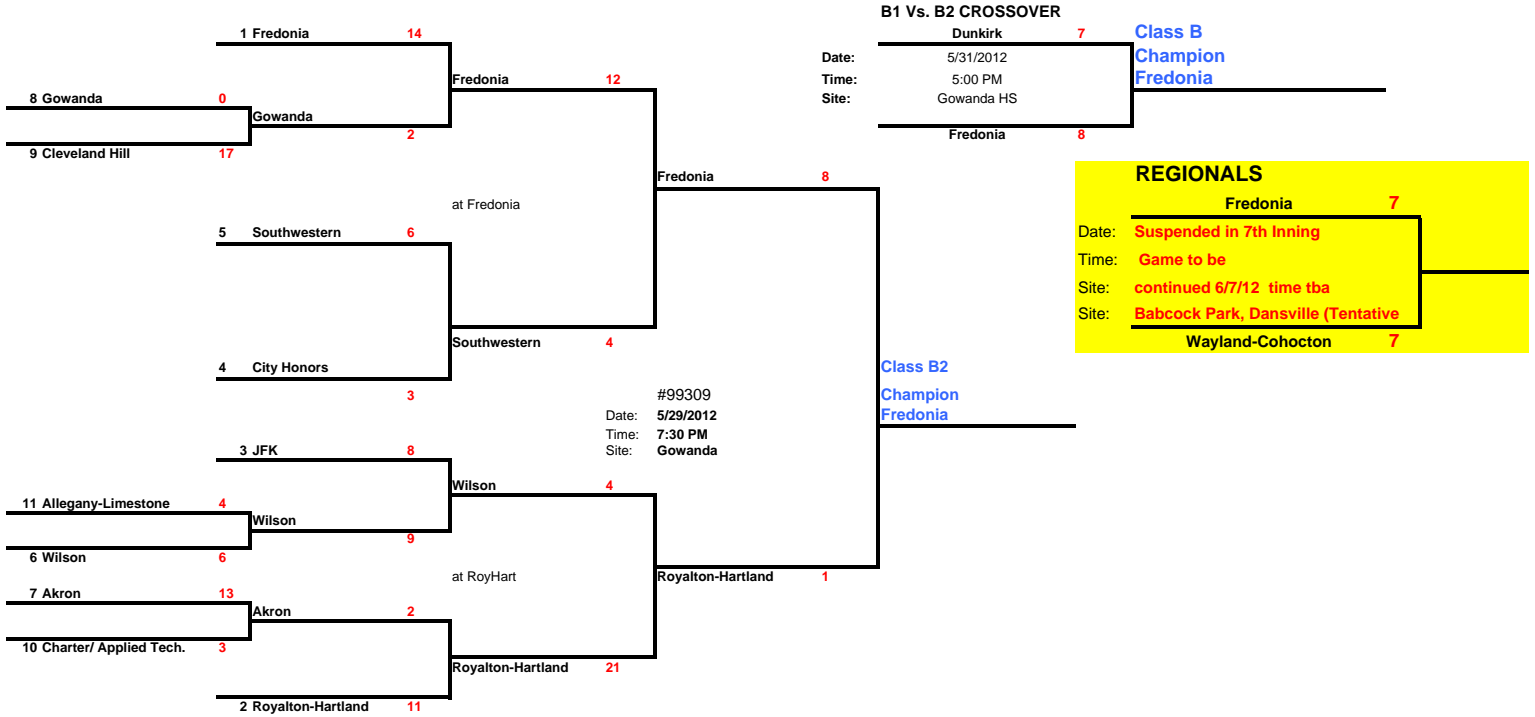 B1 Vs. B2 CROSSOVER
1 Fredonia 14
Dunkirk 7
Class B
Date: 5/31/2012
Champion
Fredonia 12
Time: 5:00 PM
Fredonia
8 Gowanda 0
Site: Gowanda HS
Gowanda
2
Fredonia 8
9 Cleveland Hill 17
Fredonia 8
REGIONALS
at Fredonia
Fredonia 7
5 Southwestern 6
Date: Suspended in 7th Inning
Time: Game to be
Site: continued 6/7/12 time tba
Site: Babcock Park, Dansville (Tentative
Southwestern 4
Wayland-Cohocton 7
4 City Honors
Class B2
3
#99309
Champion
Date: 5/29/2012
Fredonia
Time: 7:30 PM
3 JFK 8
Site: Gowanda
Wilson 4
11 Allegany-Limestone 4
Wilson
9
6 Wilson 6
at RoyHart
Royalton-Hartland 1
7 Akron 13
Akron 2
10 Charter/ Applied Tech. 3
Royalton-Hartland 21
2 Royalton-Hartland 11